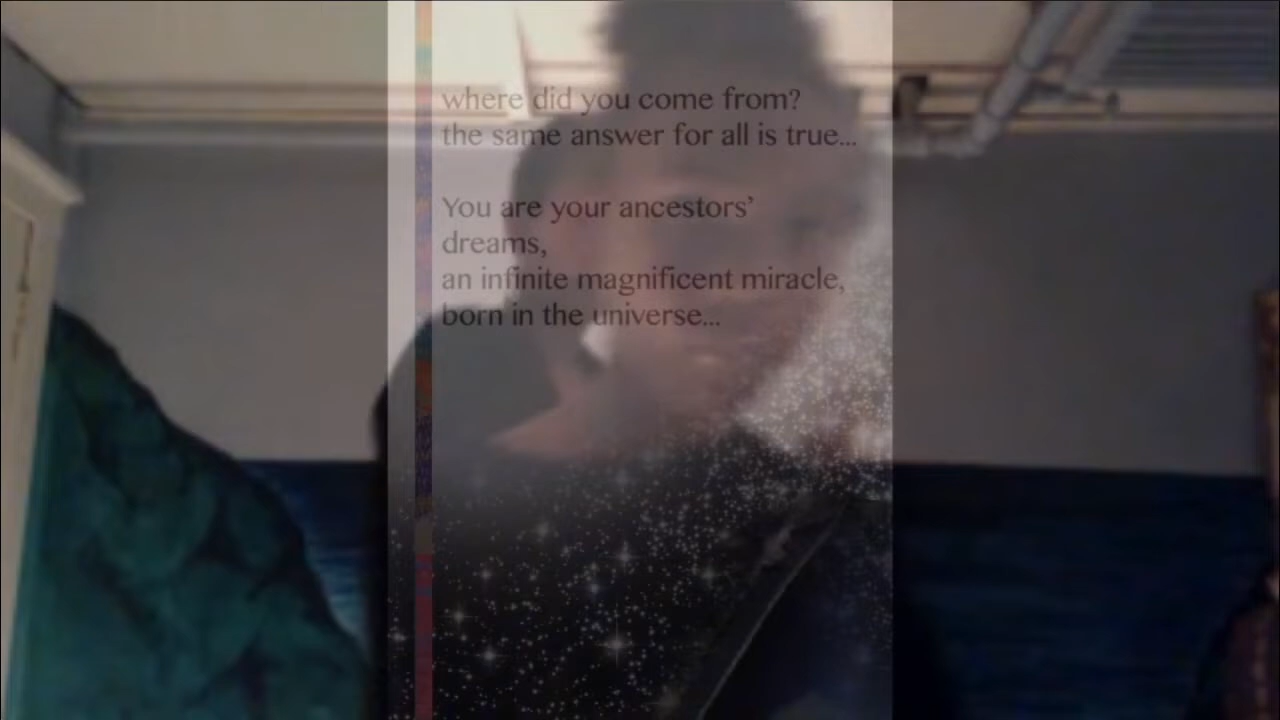 where did you come from?
the same answer for all is true...
You are your ancestors’
dreams,
an infinite magnificent miracle,
born in the universe...